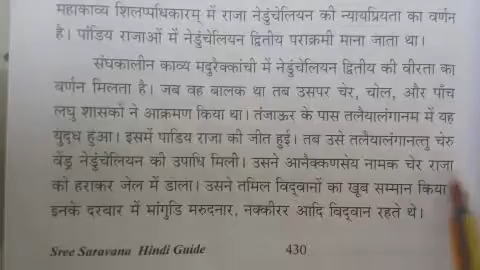 महाकाव्य शिलप्पधिकारम् में राजा नेडुंचेलियन की न्यायप्रियता का वर्णन
है। पाँडिय राजाओं में नेडुंचेलियन द्वितीय पराक्रमी माना जाता था।
संघकालीन काव्य मदुरैक्कांची में नेडुंचेलियन द्वितीय की वीरता का
बर्णन मिलता है। जब वह बालक था तब उसपर चेर, चोल, और पाँच
लघु शासकों ने आक्रमण किया था। तंजाऊर के पास तलैयालंगानम में यह
युद्ध हुआ। इसमें पांडिय राजा की जीत हुई। तब उसे तलैयालंगानत्तु चेरु
वेंड्र नेडुंचेलियन की उपाधि मिली। उसने आनैक्कणसेय नामक चेर राजा
को हराकर जेल में डाला। उसने तमिल विद्वानों का खूब सम्मान किया
इनके दरबार में मांगुडि मरुदनार, नक्कीरर आदि विद्वान रहते थे।
Sree Saravana Hindi Guide 430